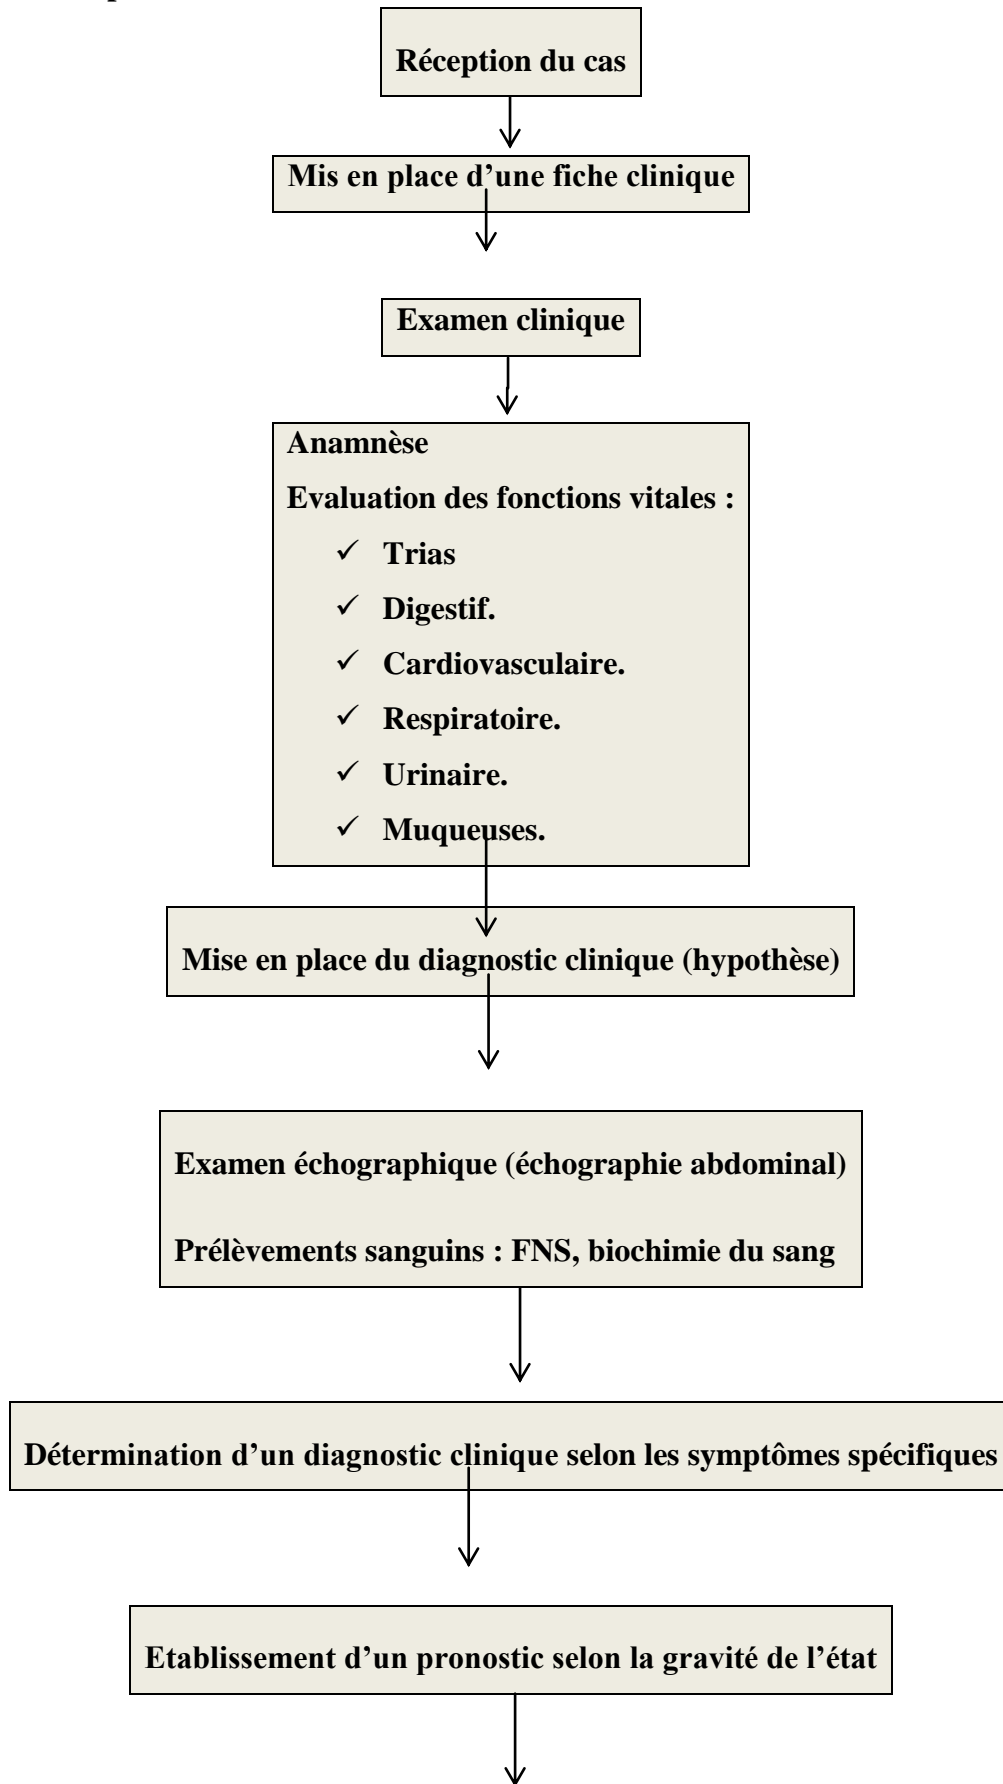 Réception du cas
Mis en place d’une fiche clinique
Examen clinique
Anamnèse
Evaluation des fonctions vitales :
✓ Trias
✓ Digestif.
✓ Cardiovasculaire.
✓ Respiratoire.
✓ Urinaire.
✓ Muqueuses.
Mise en place du diagnostic clinique (hypothèse)
Examen échographique (échographie abdominal)
Prélèvements sanguins : FNS, biochimie du sang
Détermination d’un diagnostic clinique selon les symptômes spécifiques
Etablissement d’un pronostic selon la gravité de l’état